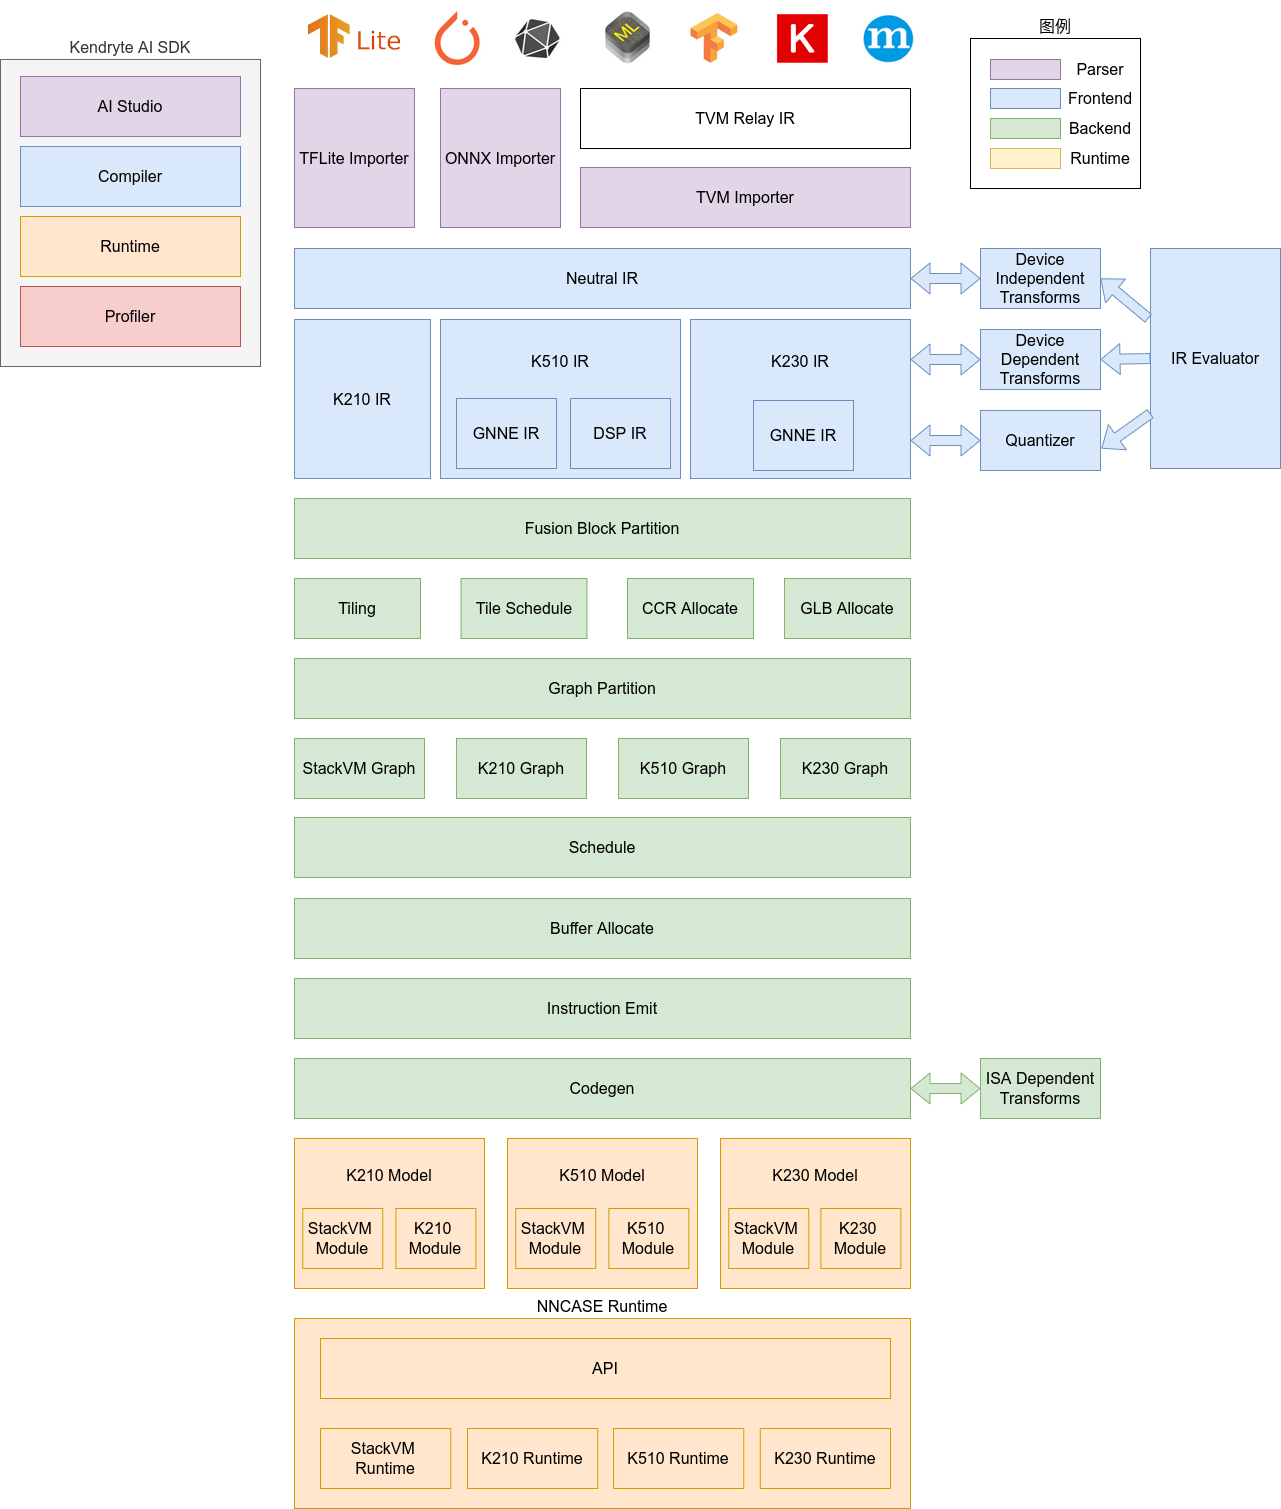 Kendryte AI SDK
AI Studio
Compiler
Runtime
Profiler
Lite
ML
K
m
图例
Parser
Frontend
Backend
Runtime
TFLite Importer
ONNX Importer
TVM Relay IR
TVM Importer
Neutral IR
Device
Independent
Transforms
K210 IR
K510 IR
GNNE IR
DSP IR
K230 IR
GNNE IR
Device
Dependent
Transforms
Quantizer
IR Evaluator
Fusion Block Partition
Tiling
Tile Schedule
CCR Allocate
GLB Allocate
Graph Partition
StackVM Graph
K210 Graph
K510 Graph
K230 Graph
Schedule
Buffer Allocate
Instruction Emit
Codegen
ISA Dependent
Transforms
K210 Model
StackVM
Module
K210
Module
K510 Model
StackVM
Module
K510
Module
K230 Model
StackVM
Module
K230
Module
NNCASE Runtime
API
StackVM
Runtime
K210 Runtime
K510 Runtime
K230 Runtime